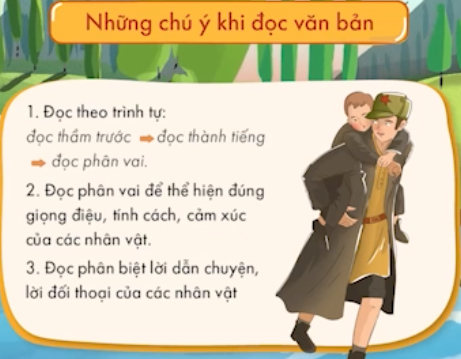 Những chú ý khi đọc văn bản
1. Đọc theo trình tự:
đọc thầm trước ➡ đọc thành tiếng
➡ đọc phân vai.
2. Đọc phân vai để thể hiện đúng
giọng điệu, tính cách, cảm xúc
của các nhân vật.
3. Đọc phân biệt lời dẫn chuyện,
lời đối thoại của các nhân vật